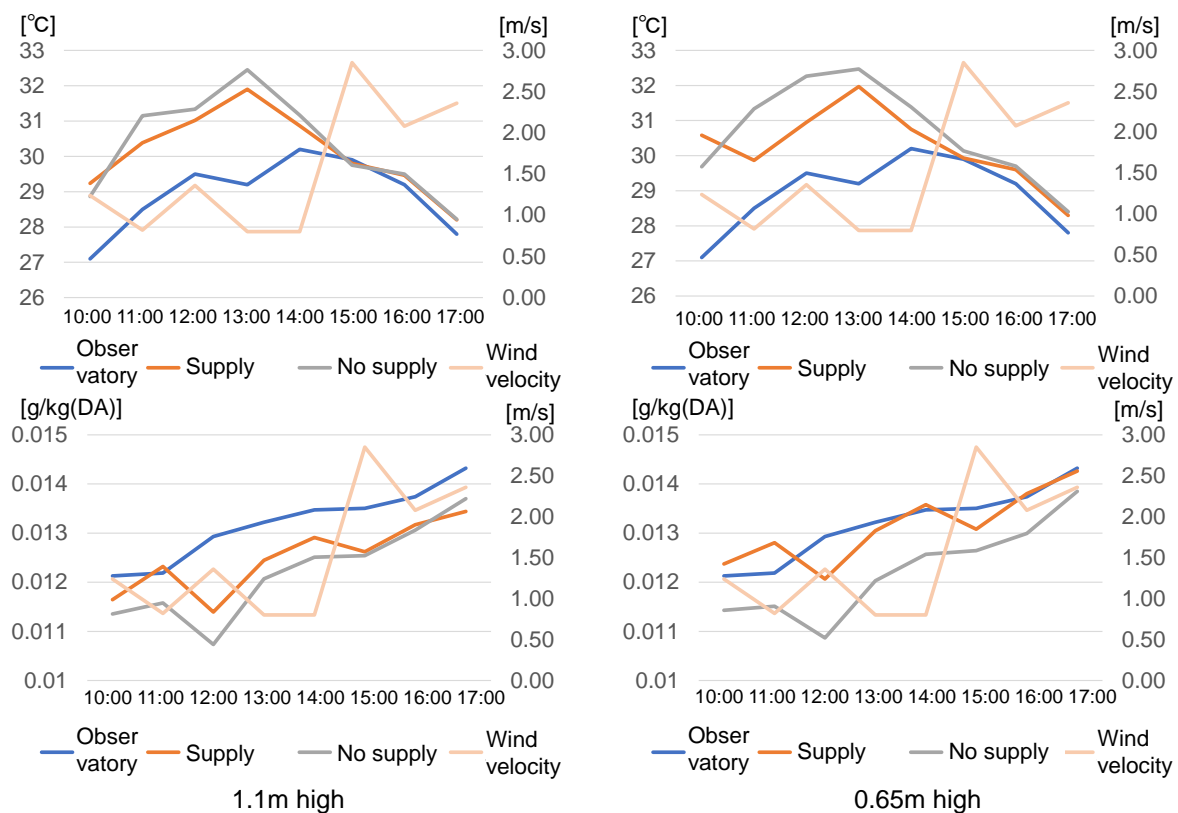 [℃] [m/s] [℃] [m/s]
33 3.00 33 3.00
32 2.50 32 2.50
31 2.00 31 2.00
30 30
29 1.50 29 1.50
28 1.00 28 1.00
27 0.50 27 0.50
26 0.00 26 0.00
10:00 11:00 12:00 13:00 14:00 15:00 16:00 17:00 10:00 11:00 12:00 13:00 14:00 15:00 16:00 17:00
Obser Wind Obser Wind
vatory Supply No supply velocity vatory Supply No supply velocity
[g/kg(DA)] [m/s] [g/kg(DA)] [m/s]
0.015 3.00 0.015 3.00
0.014 2.50 0.014 2.50
0.013 2.00 0.013 2.00
0.012 1.50 0.012 1.50
0.011 1.00 0.011 1.00
0.50 0.50
0.01 0.00 0.01 0.00
10:00 11:00 12:00 13:00 14:00 15:00 16:00 17:00 10:00 11:00 12:00 13:00 14:00 15:00 16:00 17:00
Obser Wind Obser Wind
vatory Supply No supply velocity vatory Supply No supply velocity
1.1m high 0.65m high